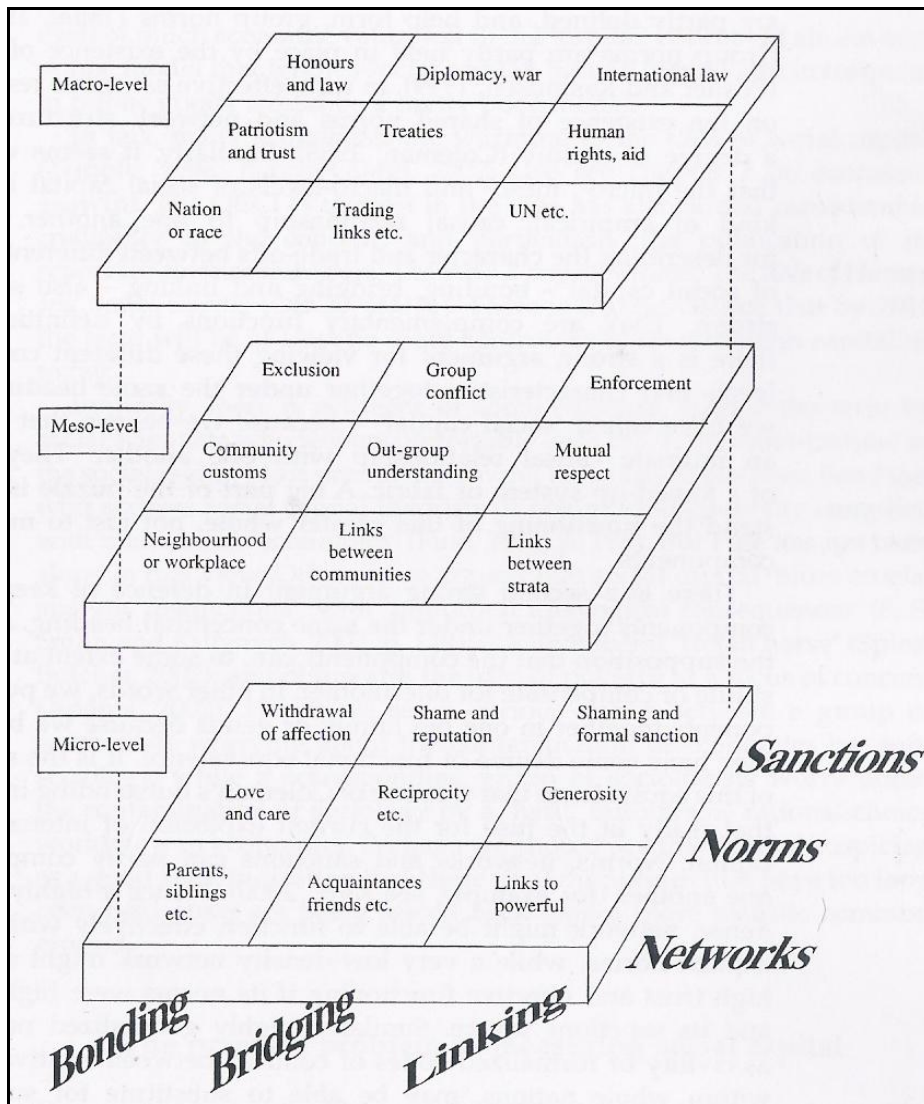 Macro-level
Honours
and law
Diplomacy, war
International law
Patriotism
and trust
Treaties
Human
rights, aid
Nation
or race
Trading
links etc.
UN etc.
Meso-level
Exclusion
Group
conflict
Enforcement
Community
customs
Out-group
understanding
Mutual
respect
Neighbourhood
or workplace
Links
between
communities
Links
between
strata
Micro-level
Withdrawal
of affection
Shame and
reputation
Shaming and
formal sanction
Sanctions
Love
and care
Reciprocity
etc.
Generosity
Norms
Parents,
siblings
etc.
Acquaintances
friends etc.
Links to
powerful
Networks
Bonding
Bridging
Linking